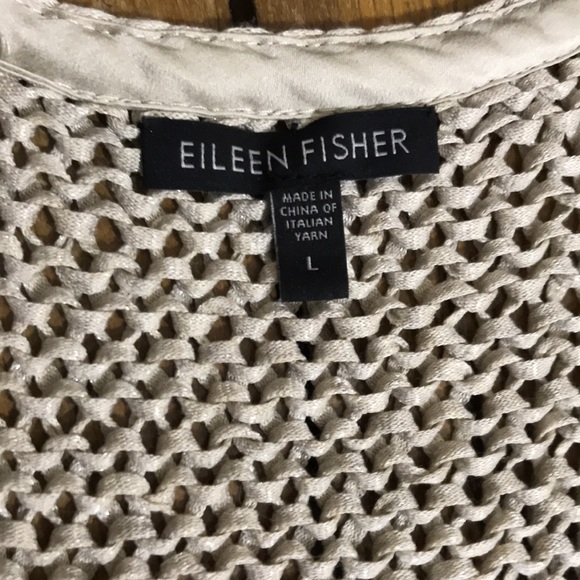 EILEEN FISHER
MADE IN
CHINA OF
ITALIAN
YARN
L